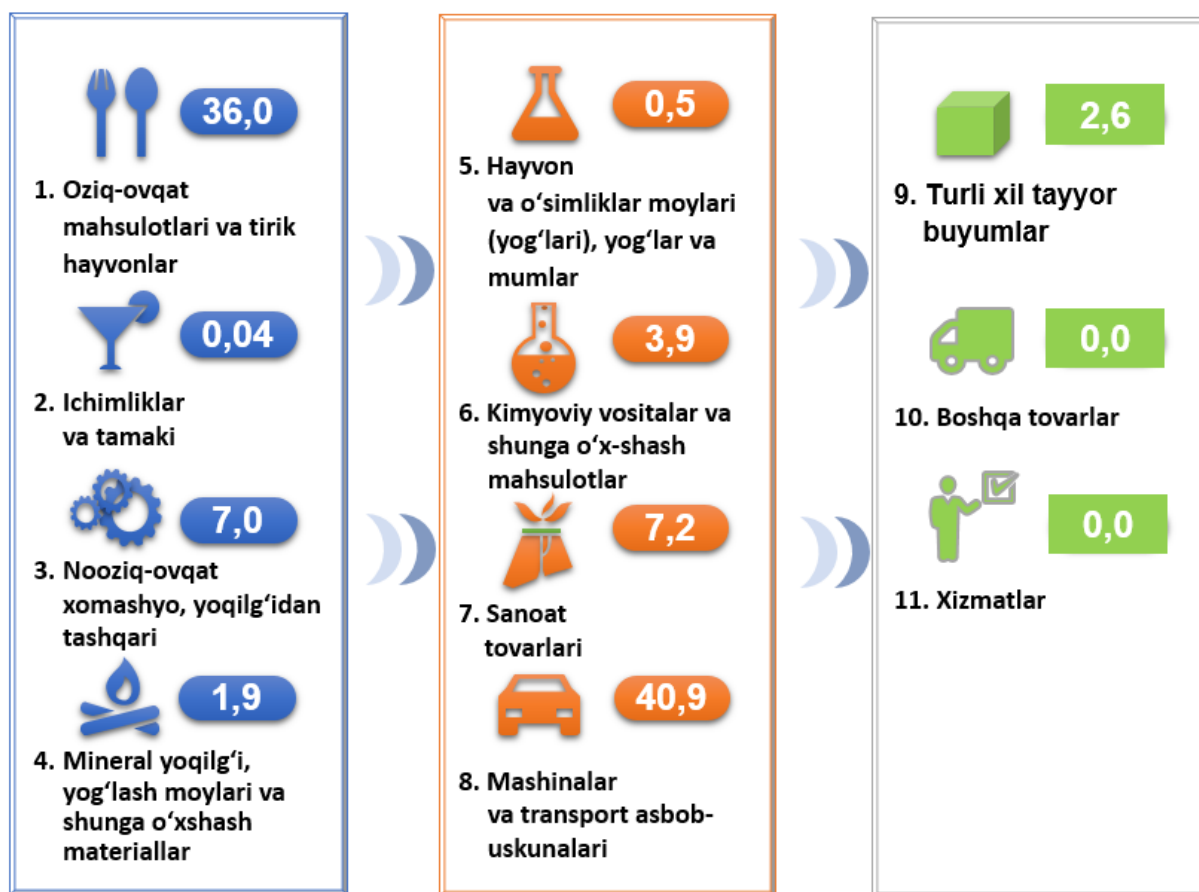 36,0
1. Oziq-ovqat
mahsulotlari va tirik
hayvonlar
0,04
2. Ichimliklar
va tamaki
7,0
3. Nooziq-ovqat
xomashyo, yoqilg‘idan
tashqari
1,9
4. Mineral yoqilg‘i,
yog‘lash moylari va
shunga o‘xshash
materiallar
0,5
5. Hayvon
va o‘simliklar moylari
(yog‘lari), yog‘lar va
mumlar
3,9
6. Kimyoviy vositalar va
shunga o‘x-shash
mahsulotlar
7,2
7. Sanoat
tovarlari
40,9
8. Mashinalar
va transport asbob-
uskunalari
2,6
9. Turli xil tayyor
buyumlar
0,0
10. Boshqa tovarlar
0,0
11. Xizmatlar